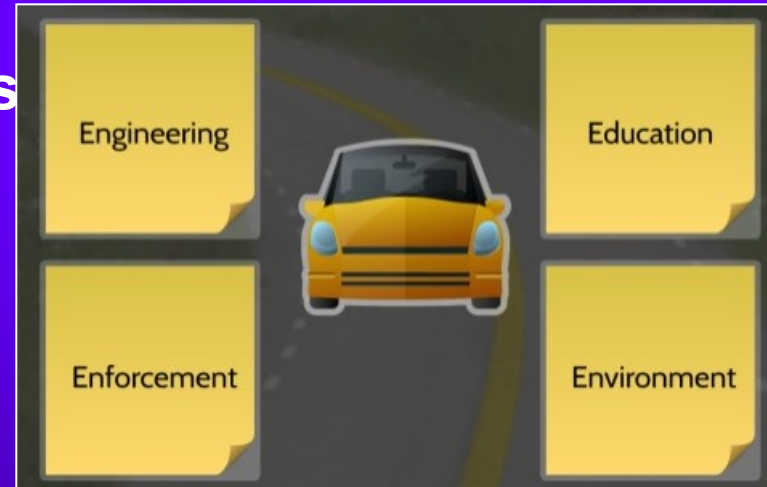 s
Engineering
Education
Enforcement
Environment